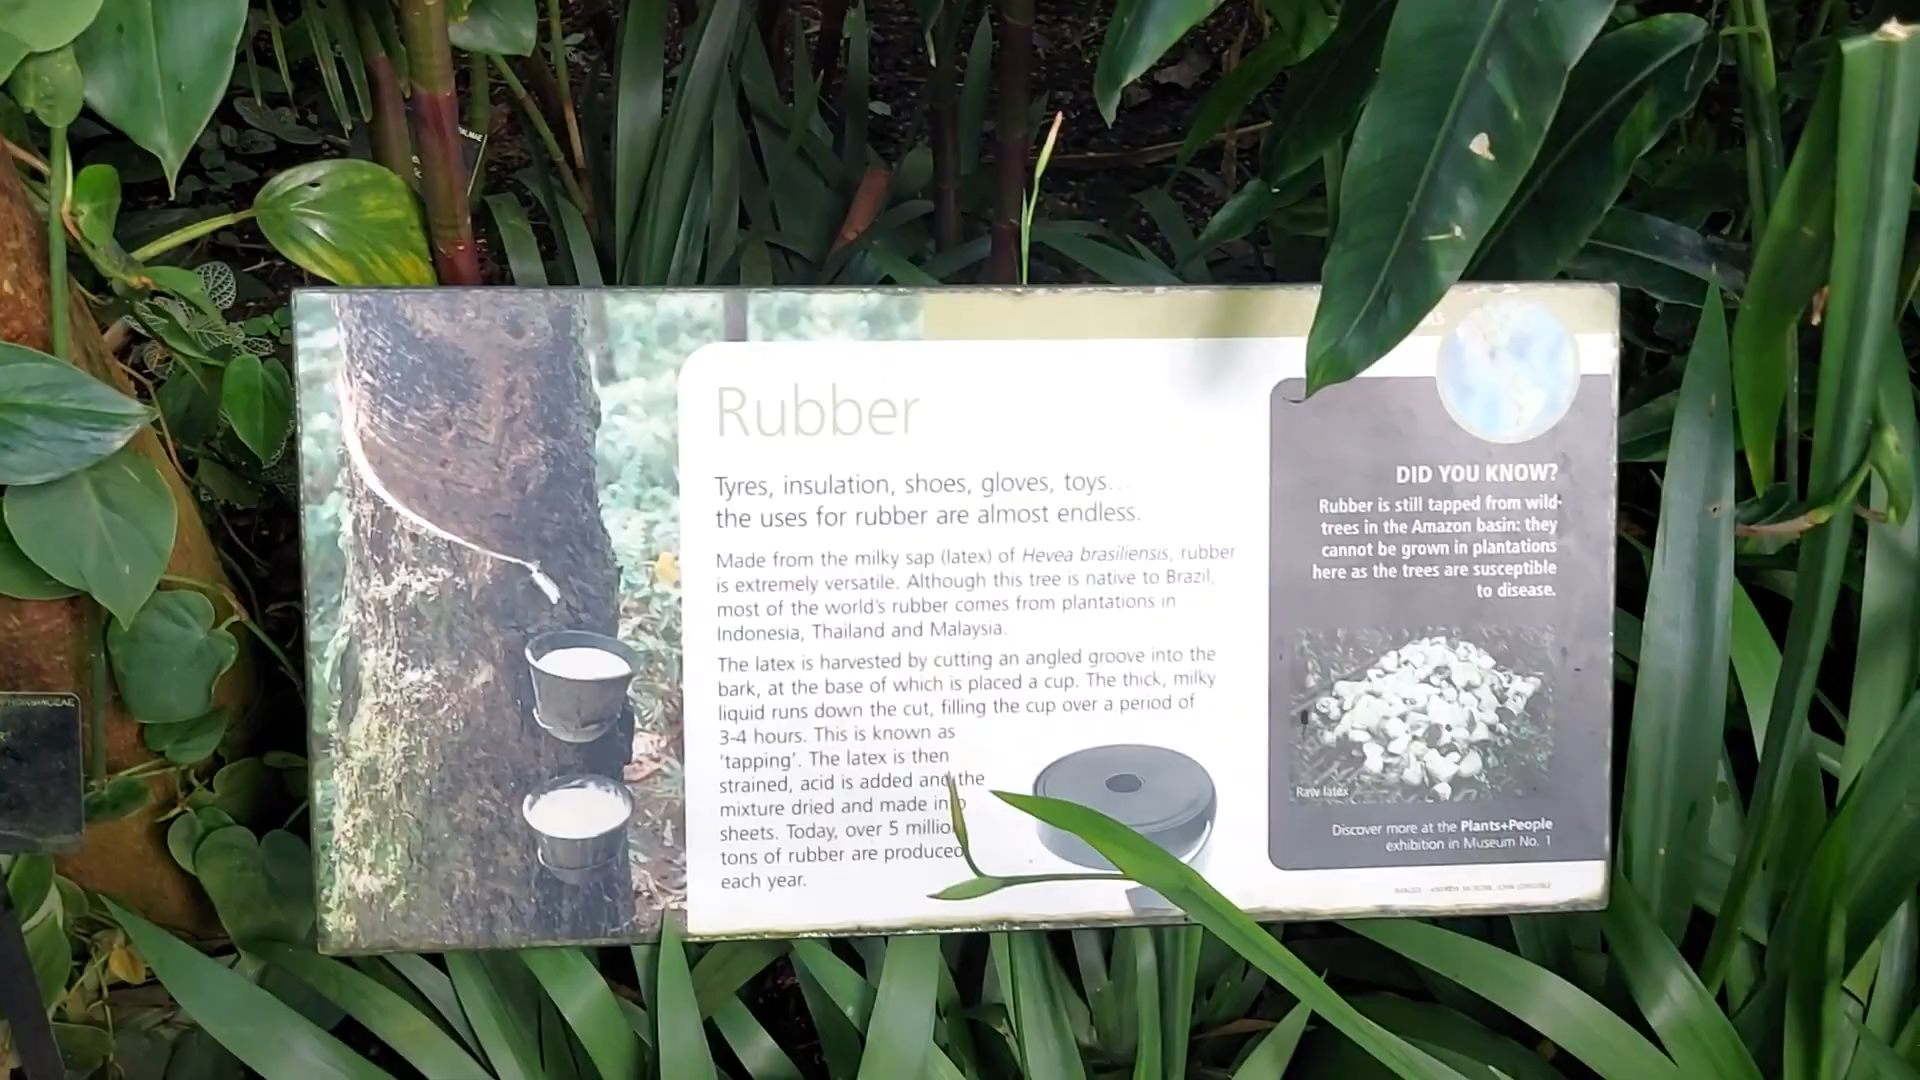 Rubber
Tyres, insulation, shoes, gloves, toys...
the uses for rubber are almost endless.
Made from the milky sap (latex) of Hevea brasiliensis, rubber
is extremely versatile. Although this tree is native to Brazil,
most of the world's rubber comes from plantations in
Indonesia, Thailand and Malaysia.
The latex is harvested by cutting an angled groove into the
bark, at the base of which is placed a cup. The thick, milky
liquid runs down the cut, filling the cup over a period of
3-4 hours. This is known as
'tapping'. The latex is then
strained, acid is added and the
mixture dried and made into
sheets. Today, over 5 million
tons of rubber are produced
each year.
DID YOU KNOW?
Rubber is still tapped from wild
trees in the Amazon basin: they
cannot be grown in plantations
here as the trees are susceptible
to disease.
Raw latex
Discover more at the Plants+People
exhibition in Museum No. 1